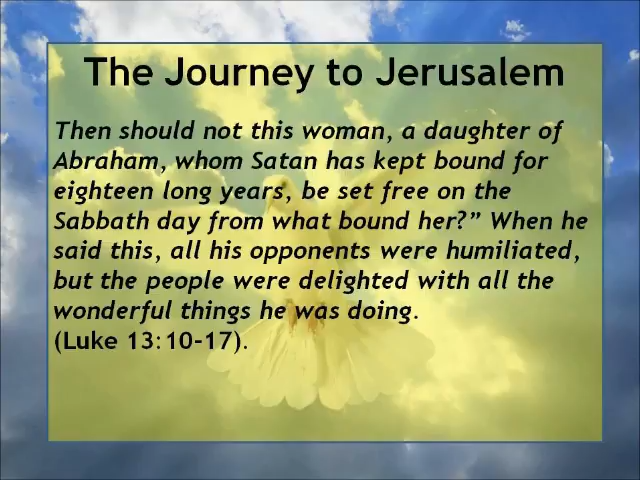 The Journey to Jerusalem
Then should not this woman, a daughter of
Abraham, whom Satan has kept bound for
eighteen long years, be set free on the
Sabbath day from what bound her?” When he
said this, all his opponents were humiliated,
but the people were delighted with all the
wonderful things he was doing.
(Luke 13:10-17).